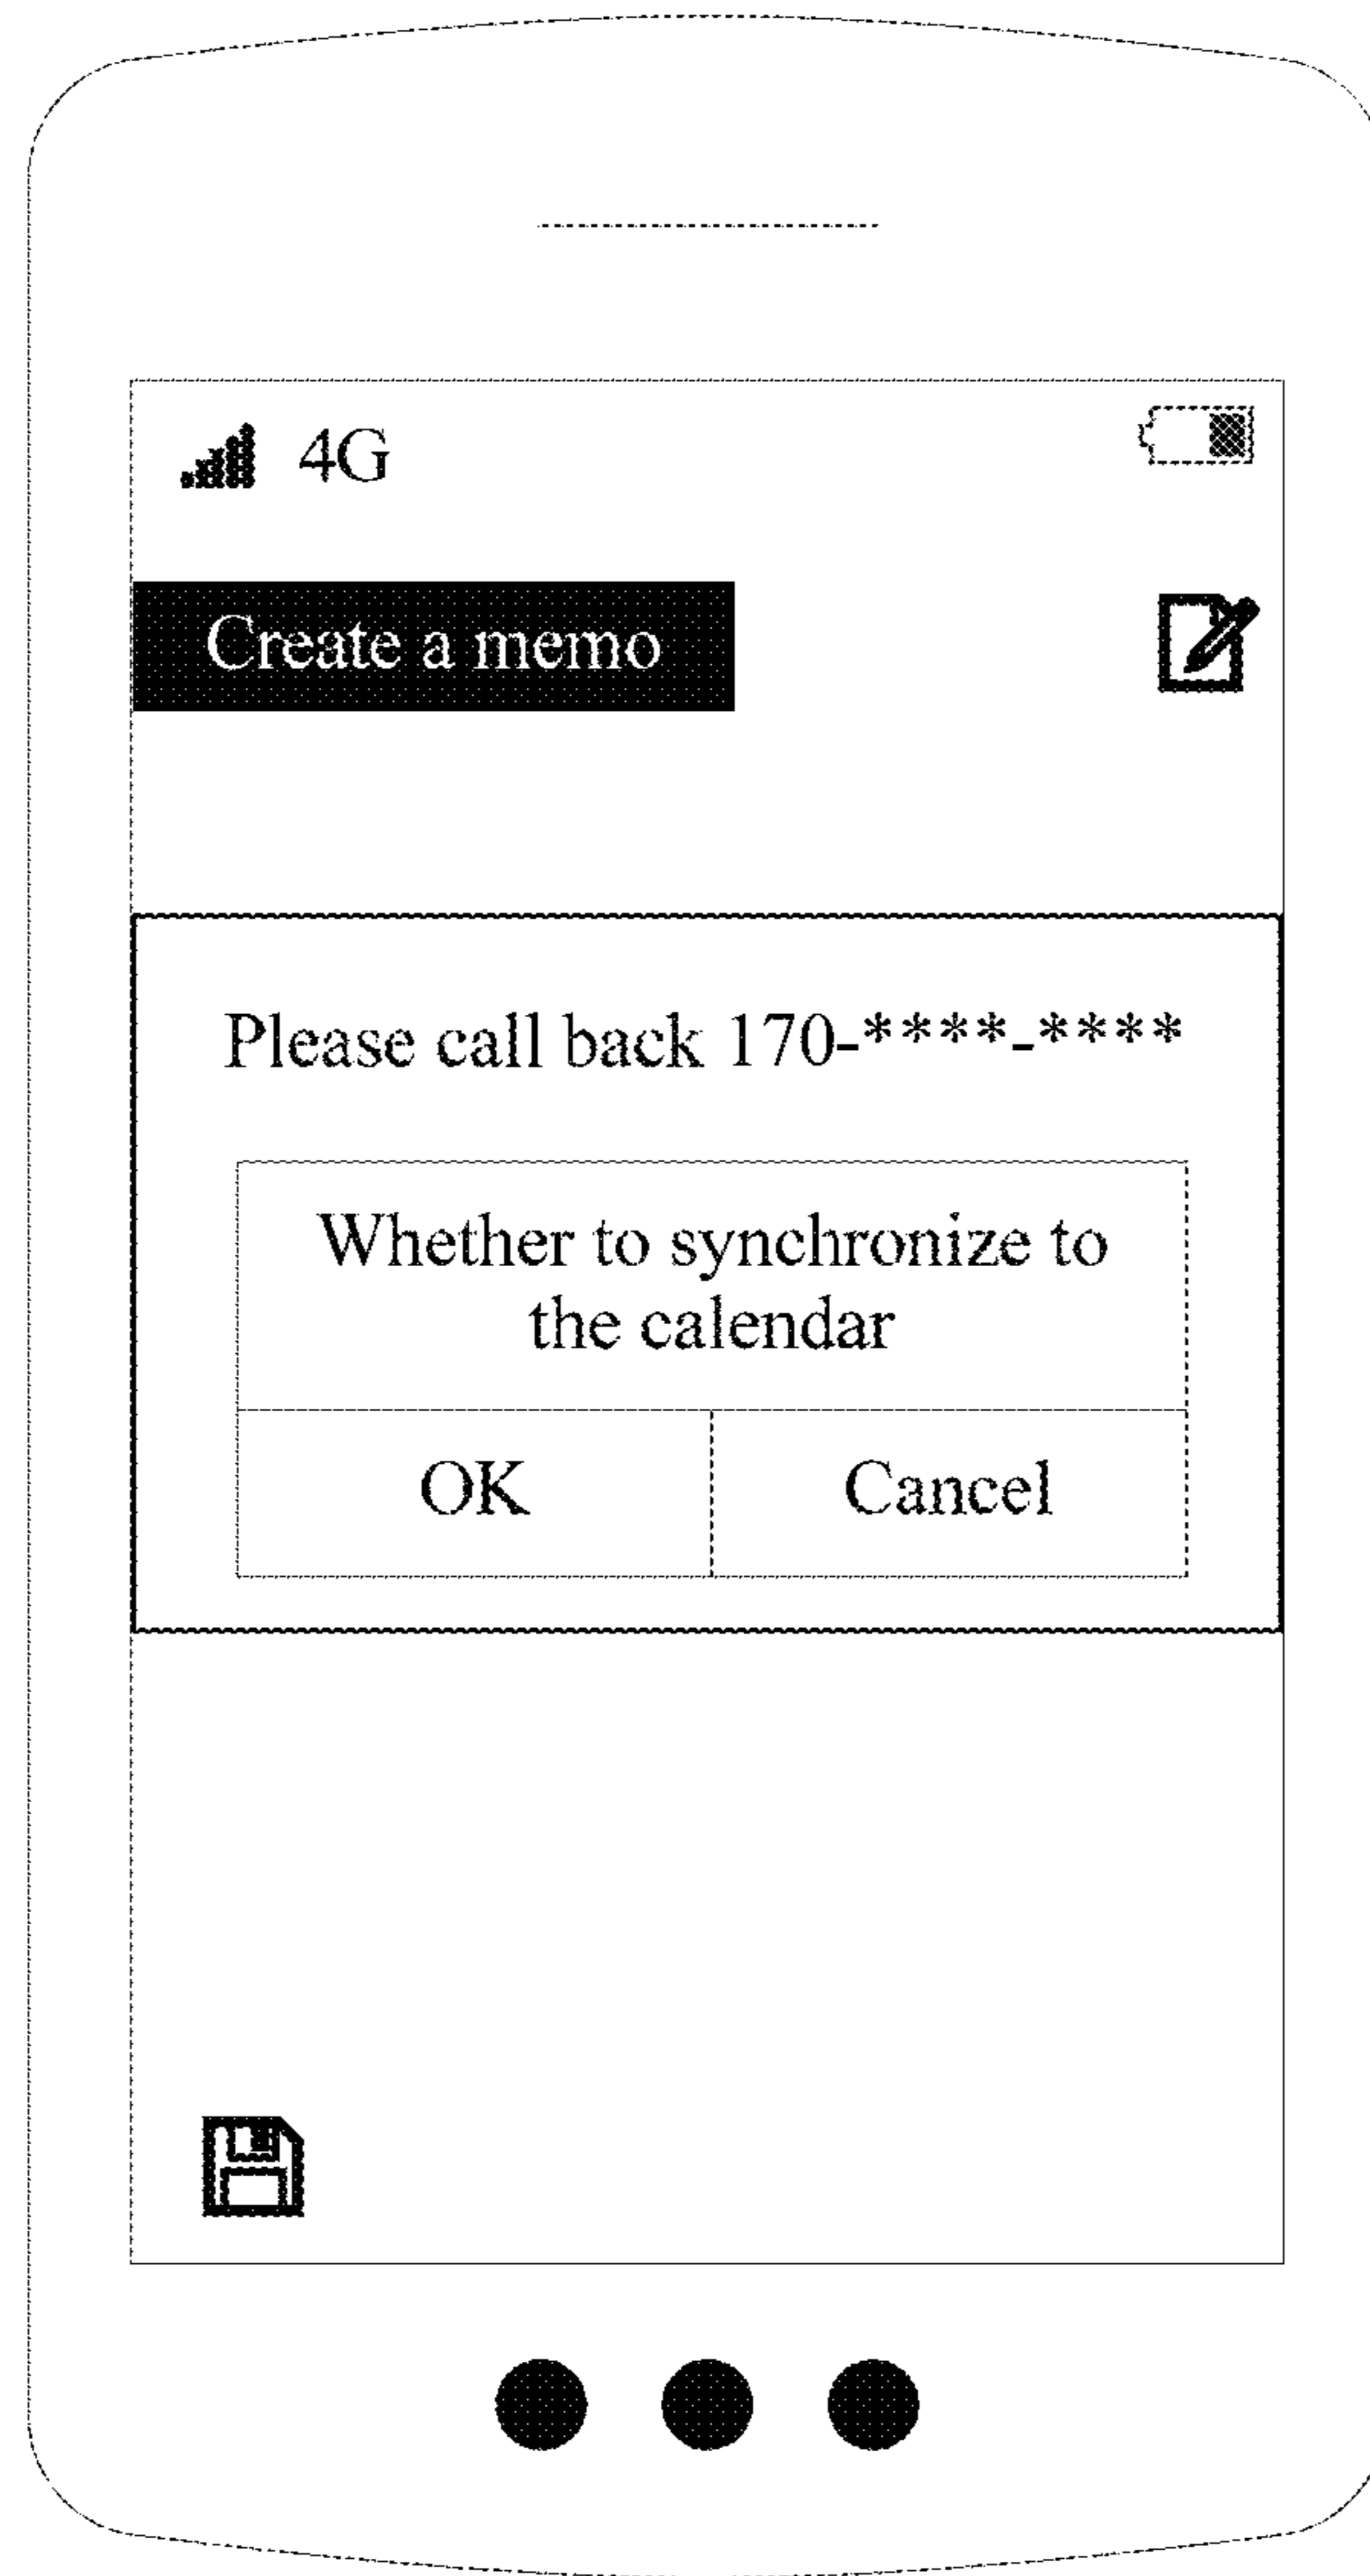 4G
Create a memo
Please call back 170-****-****
Whether to synchronize to
the calendar
OK
Cancel